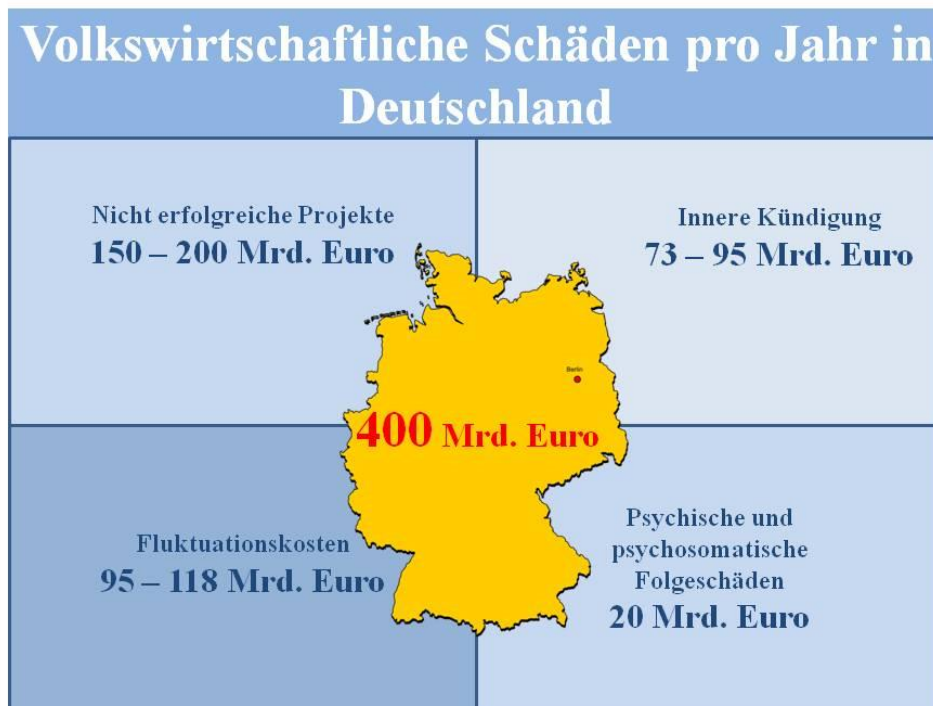 Volkswirtschaftliche Schäden pro Jahr in
Deutschland
Nicht erfolgreiche Projekte
150 – 200 Mrd. Euro
Innere Kündigung
73 – 95 Mrd. Euro
Berlin
400 Mrd. Euro
Fluktuationskosten
95 – 118 Mrd. Euro
Psychische und
psychosomatische
Folgeschäden
20 Mrd. Euro